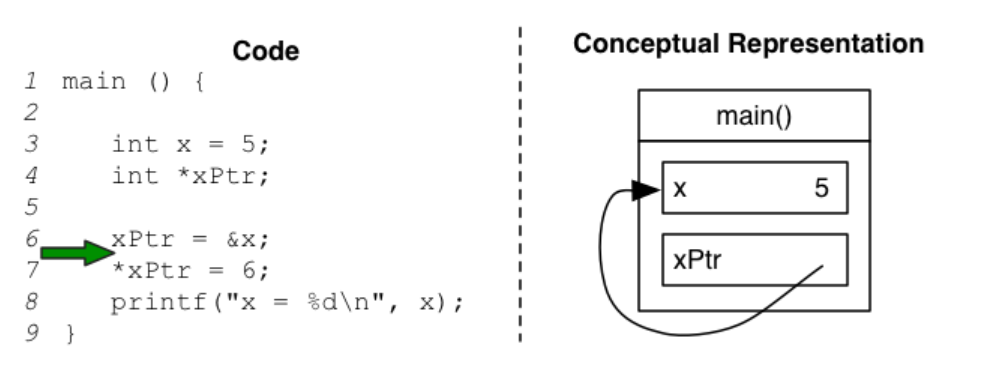 Code
1 main () {
2
3 int x = 5;
4 int *xPtr;
5
6 xPtr = &x;
7 *xPtr = 6;
8 printf("x = %d\n", x);
9 }
Conceptual Representation
main()
x 5
xPtr